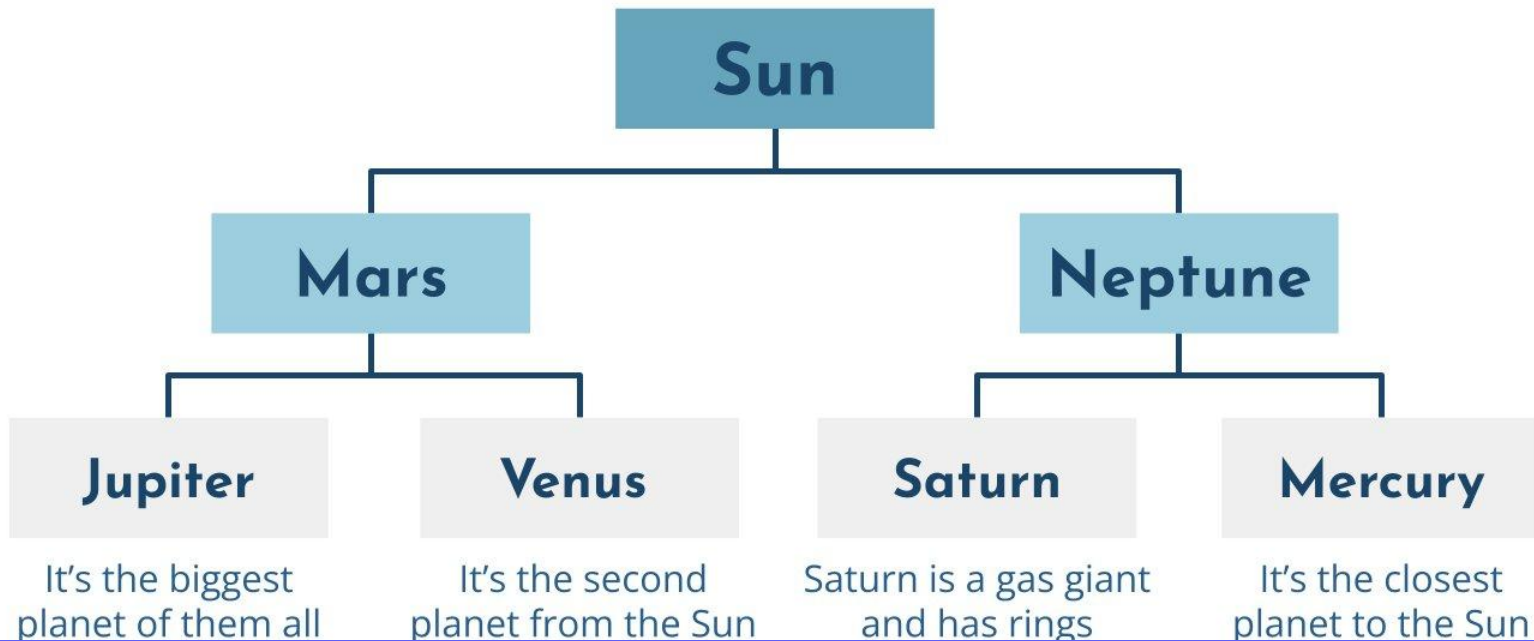 Sun
Mars
Neptune
Jupiter
Venus
Saturn
Mercury
It's the biggest
planet of them all
It's the second
planet from the Sun
Saturn is a gas giant
and has rings
It's the closest
planet to the Sun